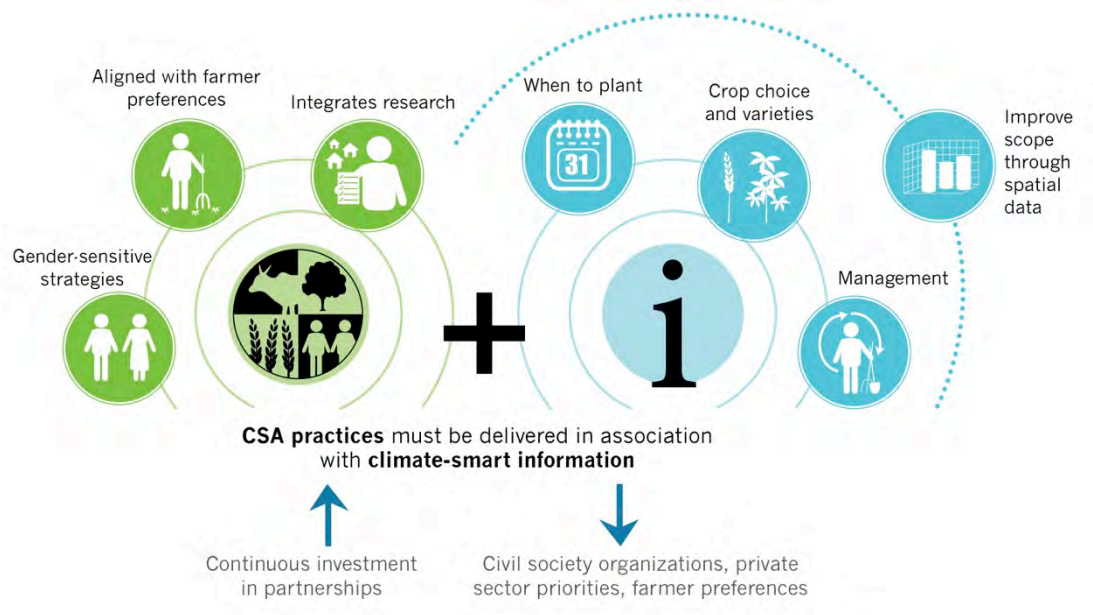 Aligned with farmer
preferences
Integrates research
Gender-sensitive
strategies
When to plant
31
Crop choice
and varieties
Improve
scope
through
spatial
data
Management
+
i
CSA practices must be delivered in association
with climate-smart information
Continuous investment
in partnerships
Civil society organizations, private
sector priorities, farmer preferences